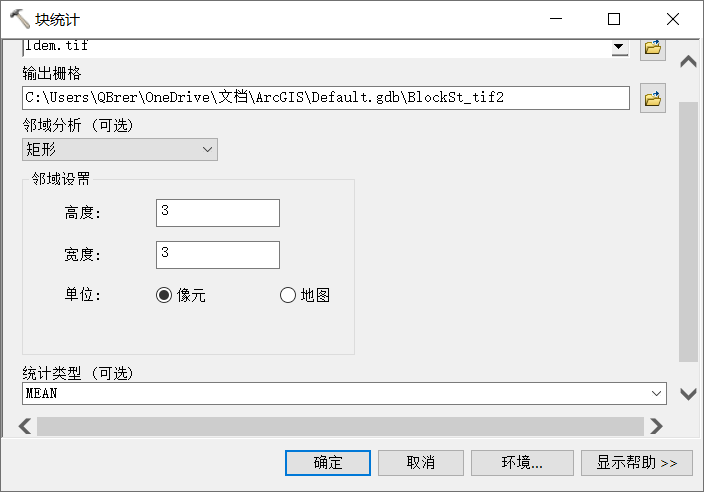 块统计
ldem.tif
输出栅格
C:\Users\QBrer\OneDrive\文档\ArcGIS\Default.gdb\BlockSt_tif2
邻域分析 (可选)
矩形
邻域设置
高度: 3
宽度: 3
单位: 像元 地图
统计类型 (可选)
MEAN
确定 取消 环境... 显示帮助 >>